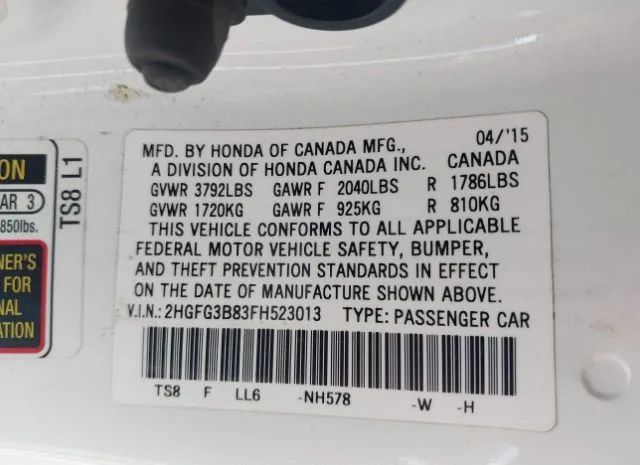 04/'15
MFD. BY HONDA OF CANADA MFG.,
A DIVISION OF HONDA CANADA INC. CANADA
GVWR 3792LBS GAWR F 2040LBS R 1786LBS
GVWR 1720KG GAWR F 925KG R 810KG
THIS VEHICLE CONFORMS TO ALL APPLICABLE
FEDERAL MOTOR VEHICLE SAFETY, BUMPER,
AND THEFT PREVENTION STANDARDS IN EFFECT
ON THE DATE OF MANUFACTURE SHOWN ABOVE.
V.I.N.: 2HGFG3B83FH523013 TYPE: PASSENGER CAR
TS8 F LL6 -NH578 -W -H
TS8 L1
ON
AR 3
850lbs.
NER'S
FOR
NAL
ATION